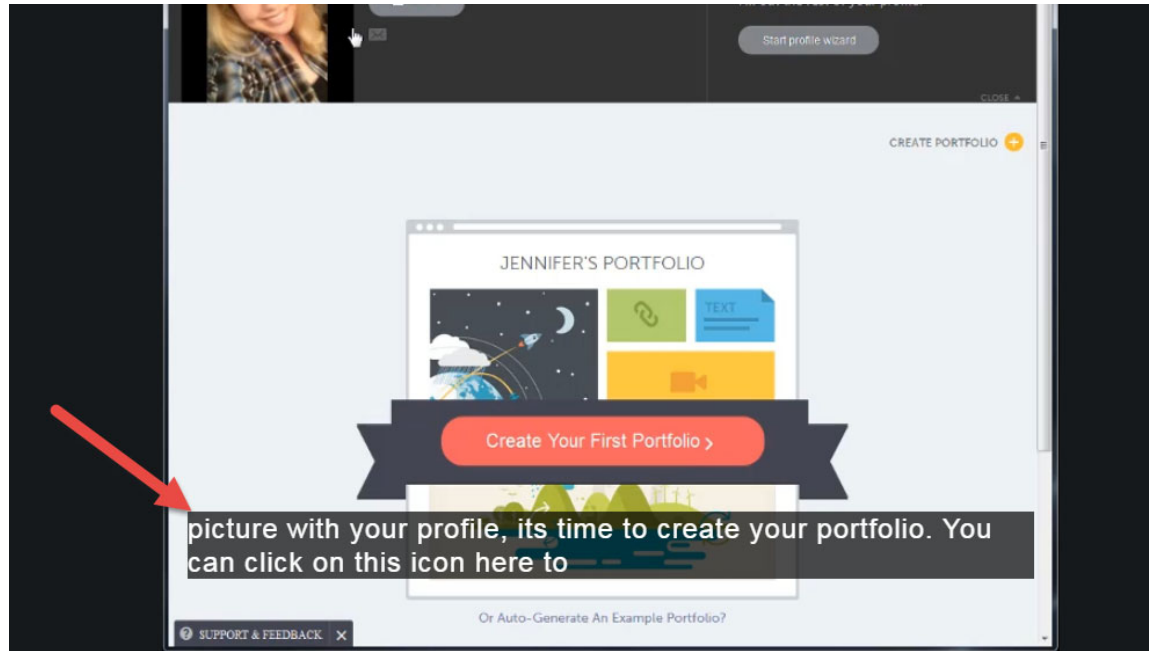 Start profile wizard
CLOSE
CREATE PORTFOLIO
JENNIFER'S PORTFOLIO
TEXT
Create Your First Portfolio >
picture with your profile, its time to create your portfolio. You
can click on this icon here to
Or Auto-Generate An Example Portfolio?
SUPPORT & FEEDBACK X